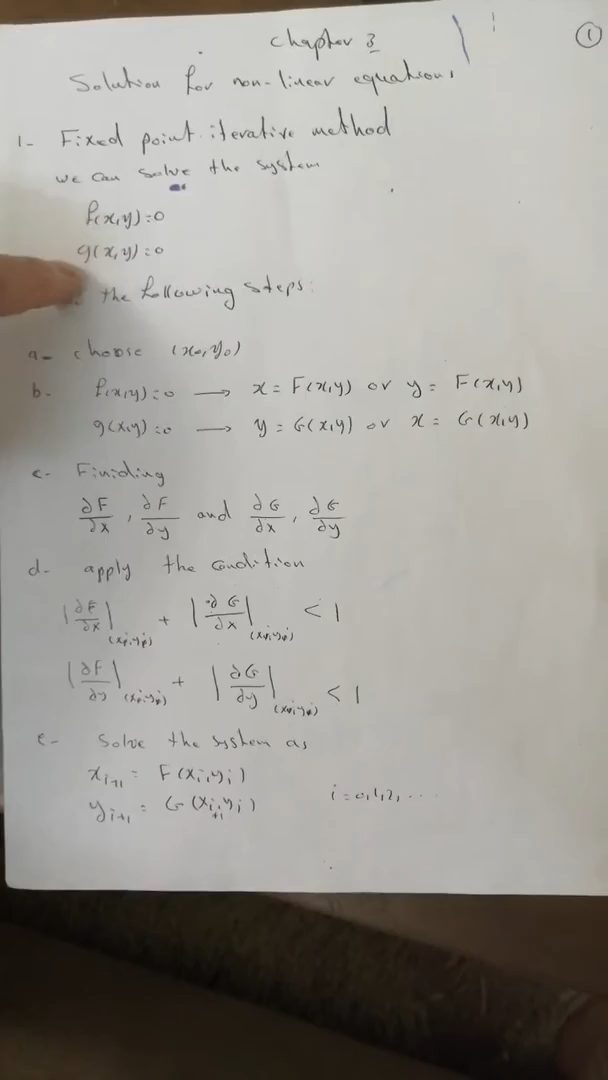 ①
chapter 3
Solution for non-linear equations.
1- Fixed point iterative method
we can solve the system
f(x,y)=0
g(x,y)=0
the following steps:
a- choose (x₀,y₀)
b- f(x,y)=0 → x = F(x,y) or y = F(x,y)
g(x,y)=0 → y = G(x,y) or x = G(x,y)
c- Finiding
∂F/∂x , ∂F/∂y and ∂G/∂x , ∂G/∂y
d- apply the condition
|∂F/∂x|(x₀,y₀) + |∂G/∂x|(x₀,y₀) < 1
|∂F/∂y|(x₀,y₀) + |∂G/∂y|(x₀,y₀) < 1
e- Solve the system as
xᵢ₊₁ = F(xᵢ,yᵢ)
yᵢ₊₁ = G(xᵢ₊₁,yᵢ) i=0,1,2,...